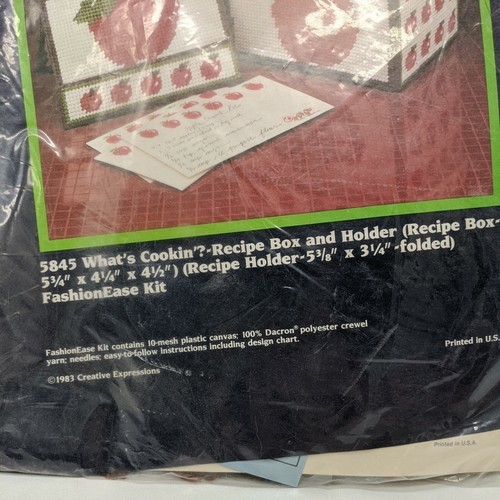 5845 What's Cookin'?-Recipe Box and Holder (Recipe Box-
5¾" x 4¼" x 4½") (Recipe Holder-5⅜" x 3¼"-folded)
FashionEase Kit
FashionEase Kit contains 10-mesh plastic canvas; 100% Dacron® polyester crewel
yarn; needles; easy-to-follow instructions including design chart.
Printed in U.S.
©1983 Creative Expressions
Printed in U.S.A.